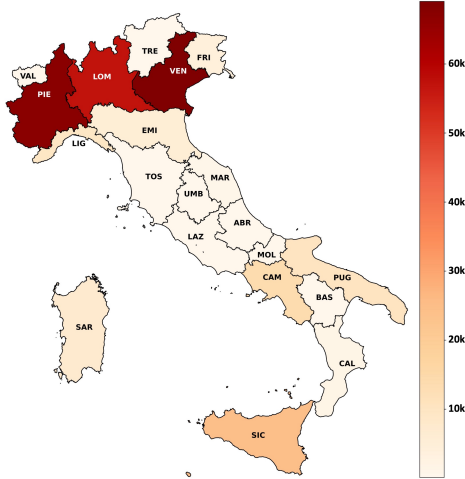 TRE
FRI
VAL
LOM
VEN
PIE
EMI
LIG
TOS
MAR
UMB
ABR
LAZ
MOL
CAM
PUG
BAS
SAR
CAL
SIC
60k
50k
40k
30k
20k
10k